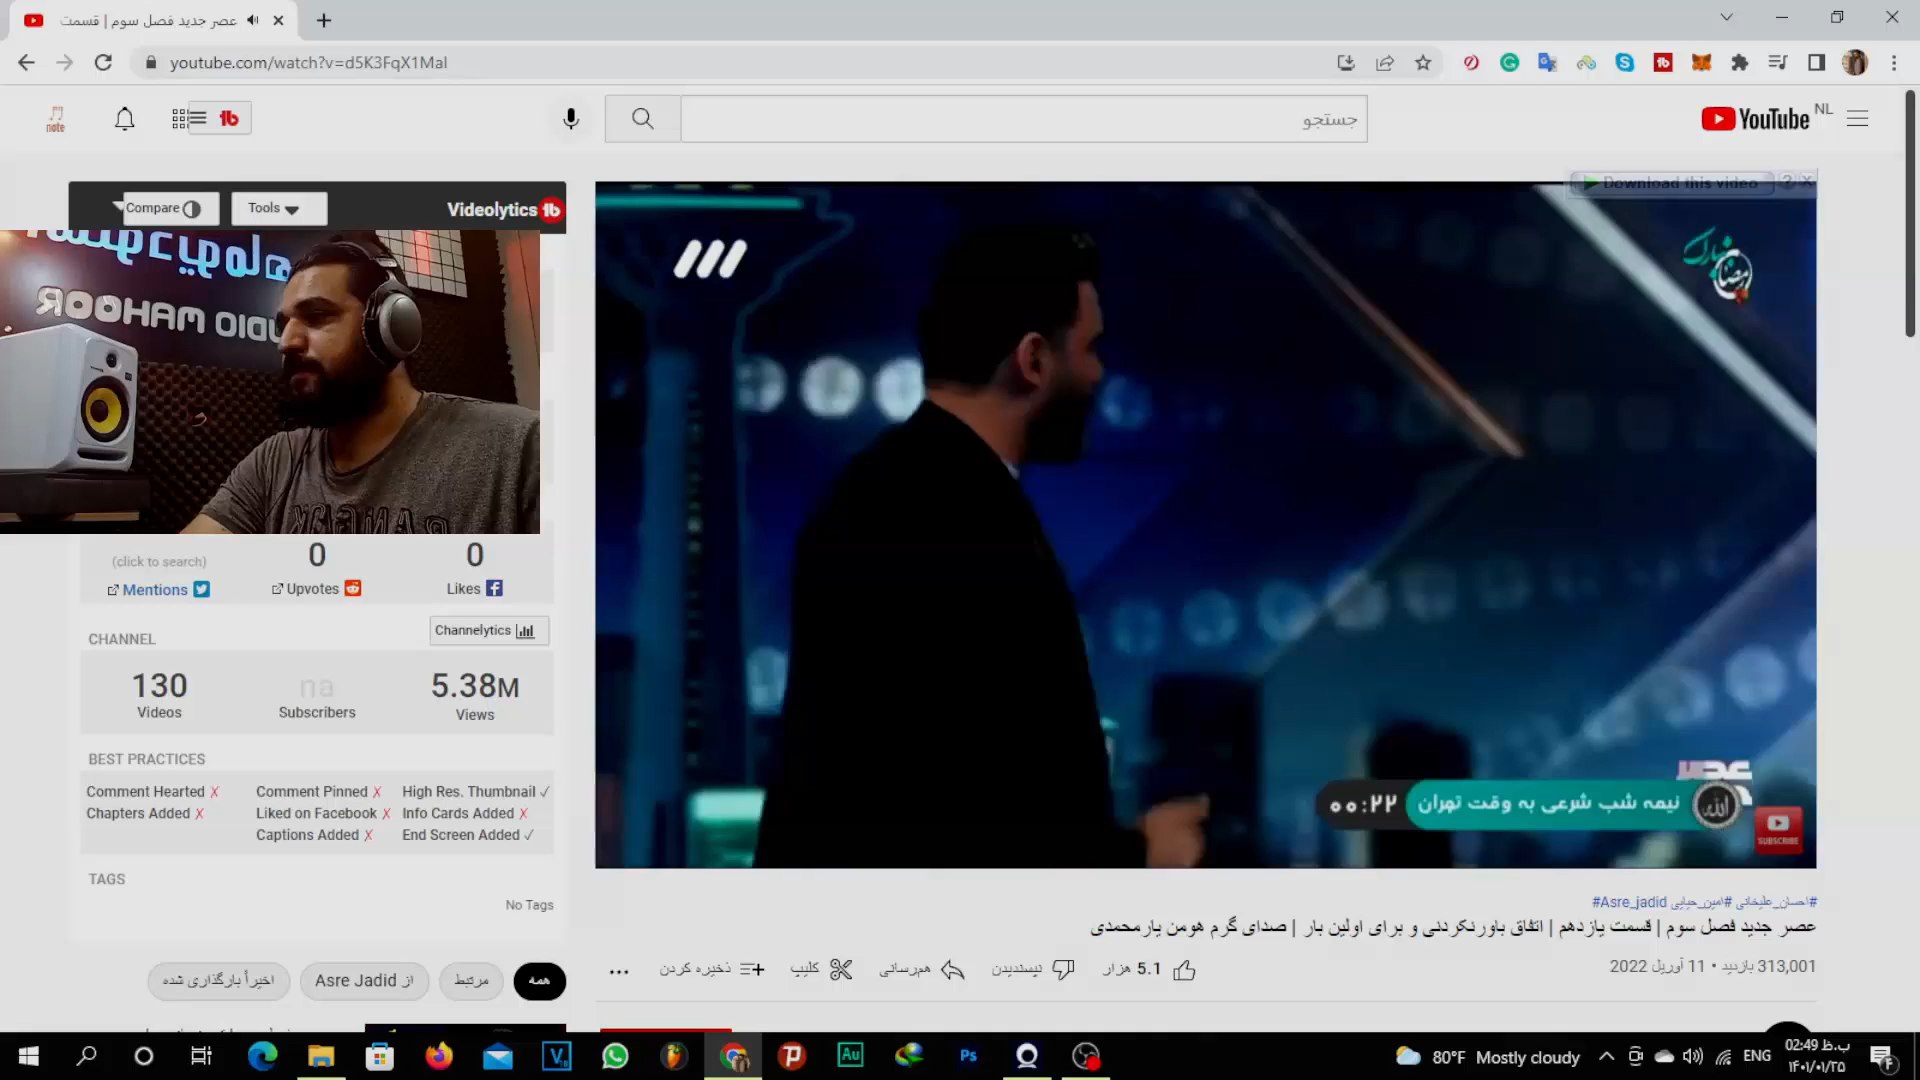 عصر جدید فصل سوم | قسمت
youtube.com/watch?v=d5K3FqX1MaI
note
جستجو
YouTube NL
Compare
Tools
Videolytics
Download this video
MAHOOR
(click to search)
0
0
Mentions
Upvotes
Likes
CHANNEL
Channelytics
130
na
5.38M
Videos
Subscribers
Views
BEST PRACTICES
Comment Hearted ✗
Comment Pinned ✗
High Res. Thumbnail ✓
Chapters Added ✗
Liked on Facebook ✗
Info Cards Added ✗
Captions Added ✗
End Screen Added ✓
TAGS
No Tags
نیمه شب شرعی به وقت تهران
۰۰:۲۲
SUBSCRIBE
#احسان_علیخانی #امین_حیایی #Asre_jadid
عصر جدید فصل سوم | قسمت یازدهم | اتفاق باورنکردنی و برای اولین بار | صدای گرم هومن یارمحمدی
313,001 بازدید • 11 آوریل 2022
5.1 هزار
نپسندیدن
هم‌رسانی
کلیپ
ذخیره کردن
همه
مرتبط
از Asre Jadid
اخیراً بارگذاری شده
80°F Mostly cloudy
ENG
02:49 ب.ظ
۱۴۰۱/۰۱/۲۵